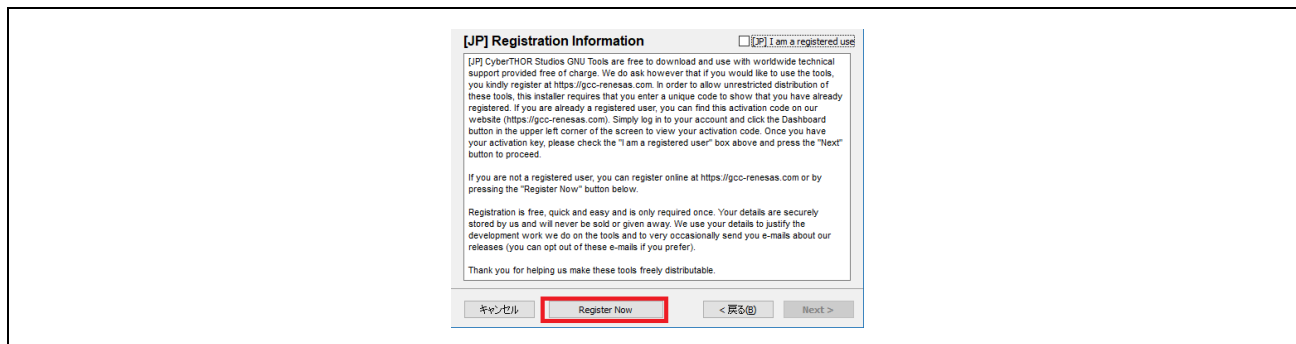 [JP] Registration Information
[JP] I am a registered use
[JP] CyberTHOR Studios GNU Tools are free to download and use with worldwide technical
support provided free of charge. We do ask however that if you would like to use the tools,
you kindly register at https://gcc-renesas.com. In order to allow unrestricted distribution of
these tools, this installer requires that you enter a unique code to show that you have already
registered. If you are already a registered user, you can find this activation code on our
website (https://gcc-renesas.com). Simply log in to your account and click the Dashboard
button in the upper left corner of the screen to view your activation code. Once you have
your activation key, please check the "I am a registered user" box above and press the "Next"
button to proceed.
If you are not a registered user, you can register online at https://gcc-renesas.com or by
pressing the "Register Now" button below.
Registration is free, quick and easy and is only required once. Your details are securely
stored by us and will never be sold or given away. We use your details to justify the
development work we do on the tools and to very occasionally send you e-mails about our
releases (you can opt out of these e-mails if you prefer).
Thank you for helping us make these tools freely distributable.
キャンセル
Register Now
< 戻る(B)
Next >